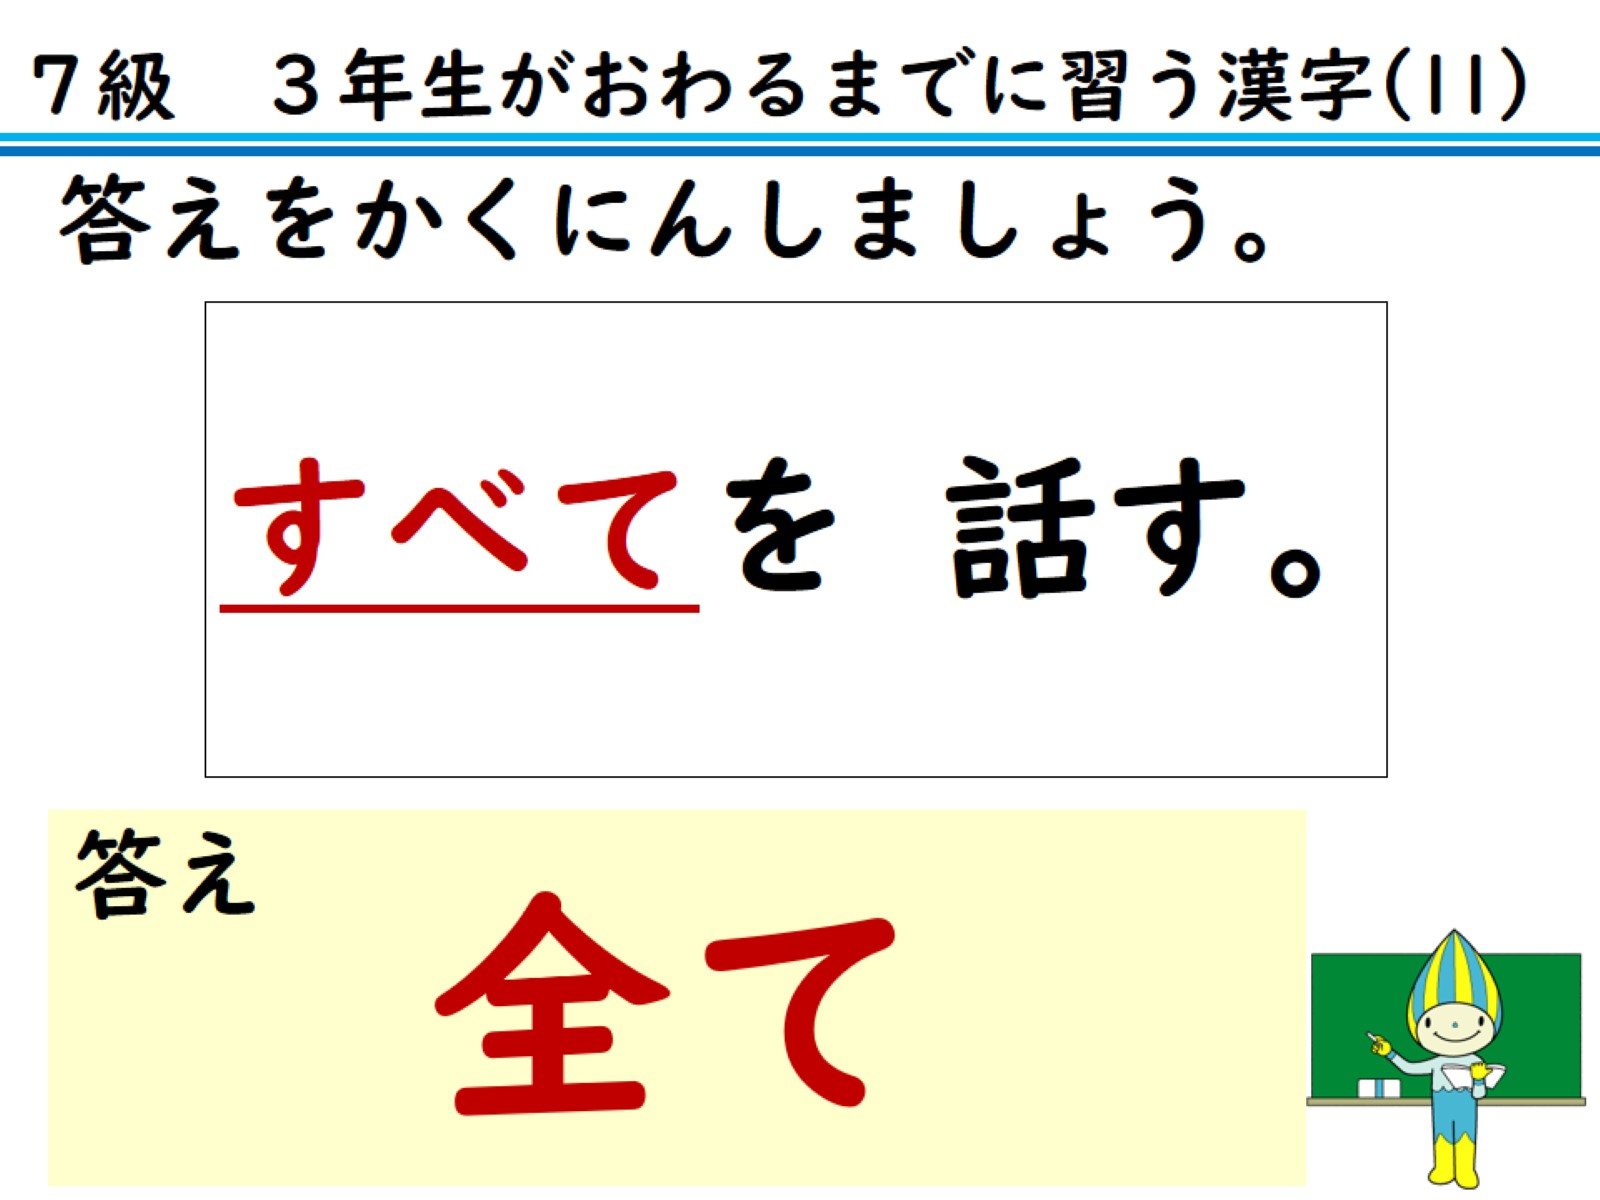 ７級　３年生がおわるまでに習う漢字(11)
答えをかくにんしましょう。
すべてを　話す。
答え
全て